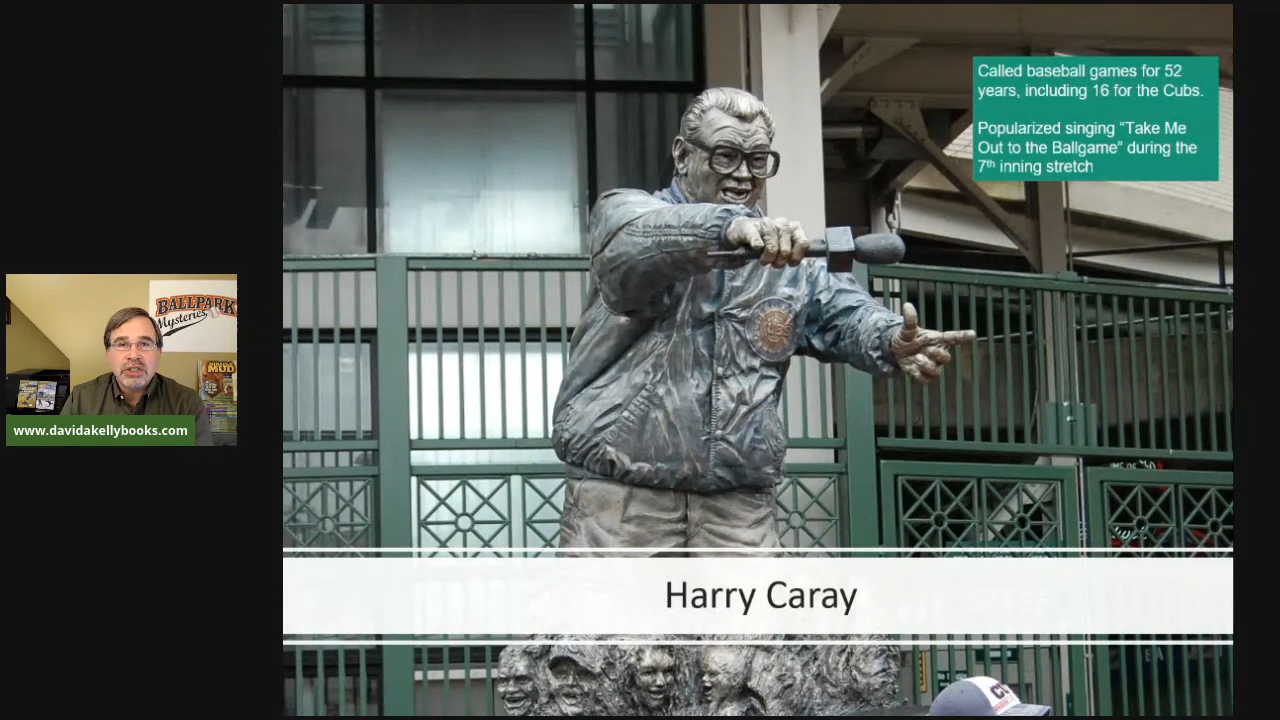 Called baseball games for 52
years, including 16 for the Cubs.
Popularized singing “Take Me
Out to the Ballgame” during the
7th inning stretch
BALLPARK
Mysteries
MUD
www.davidakellybooks.com
Harry Caray